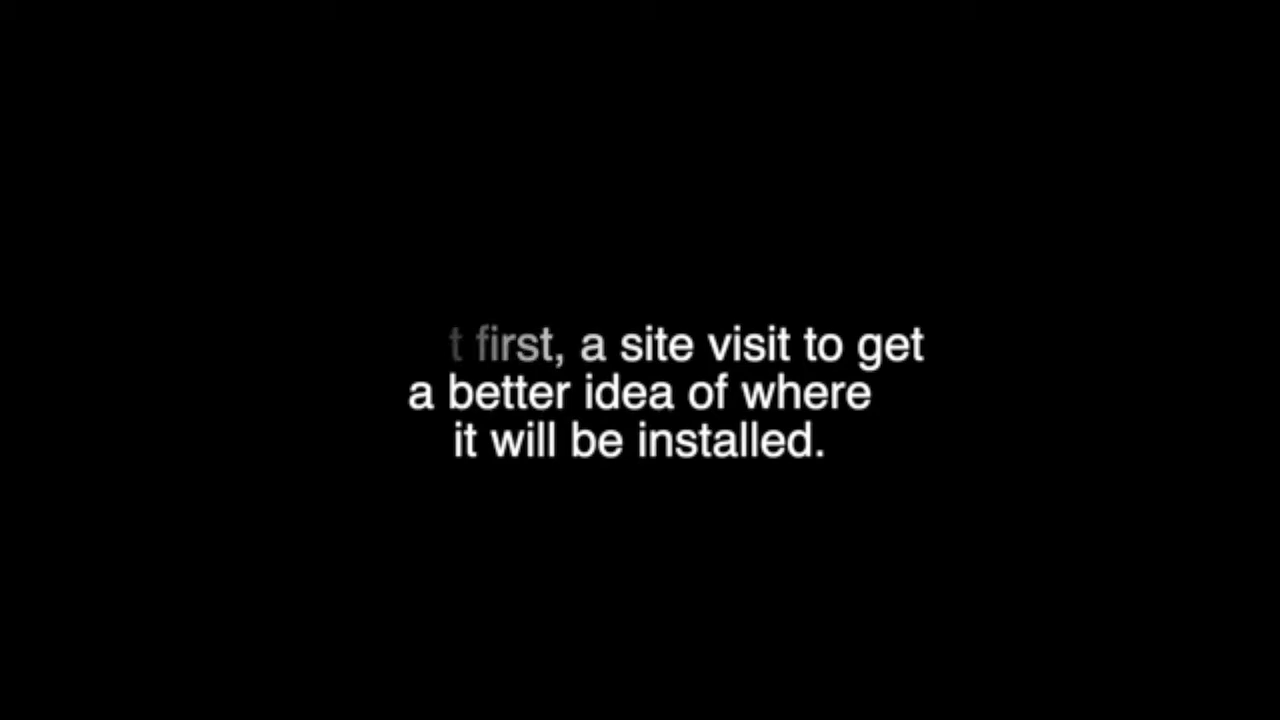 t first, a site visit to get
a better idea of where
it will be installed.